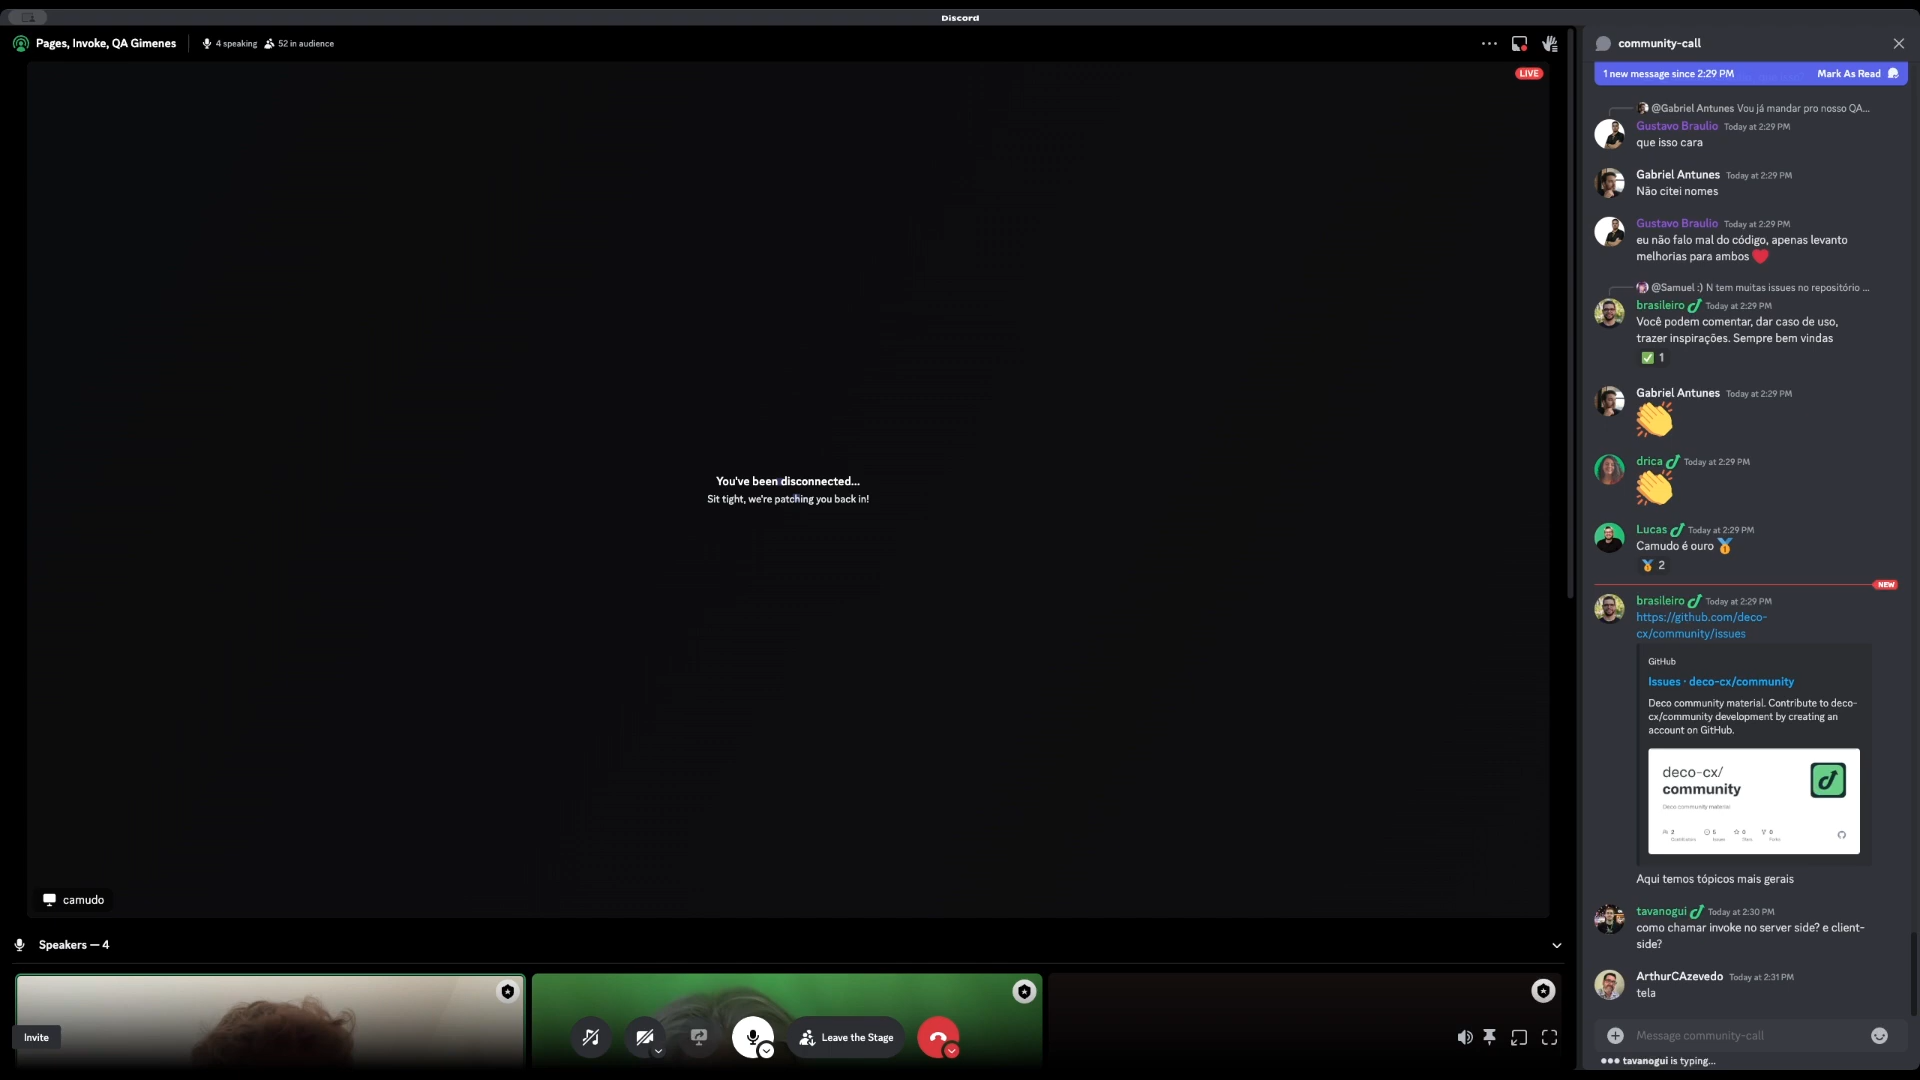 Discord
Pages, Invoke, QA Gimenes
4 speaking
52 in audience
LIVE
You've been disconnected...
Sit tight, we're patching you back in!
camudo
Speakers — 4
Invite
Leave the Stage
community-call
1 new message since 2:29 PM
Mark As Read
@Gabriel Antunes Vou já mandar pro nosso QA...
Gustavo Braulio Today at 2:29 PM
que isso cara
Gabriel Antunes Today at 2:29 PM
Não citei nomes
Gustavo Braulio Today at 2:29 PM
eu não falo mal do código, apenas levanto
melhorias para ambos
@Samuel :) N tem muitas issues no repositório ...
brasileiro Today at 2:29 PM
Você podem comentar, dar caso de uso,
trazer inspirações. Sempre bem vindas
1
Gabriel Antunes Today at 2:29 PM
drica Today at 2:29 PM
Lucas Today at 2:29 PM
Camudo é ouro
2
NEW
brasileiro Today at 2:29 PM
https://github.com/deco-
cx/community/issues
GitHub
Issues · deco-cx/community
Deco community material. Contribute to deco-
cx/community development by creating an
account on GitHub.
deco-cx/
community
Deco community material
2 5 0 0
Aqui temos tópicos mais gerais
tavanogui Today at 2:30 PM
como chamar invoke no server side? e client-
side?
ArthurCAzevedo Today at 2:31 PM
tela
Message community-call
tavanogui is typing...